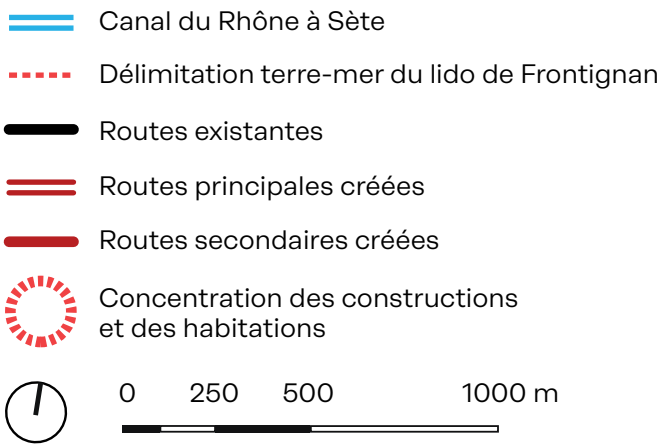 Canal du Rhône à Sète
Délimitation terre-mer du lido de Frontignan
Routes existantes
Routes principales créées
Routes secondaires créées
Concentration des constructions
et des habitations
0 250 500 1000 m